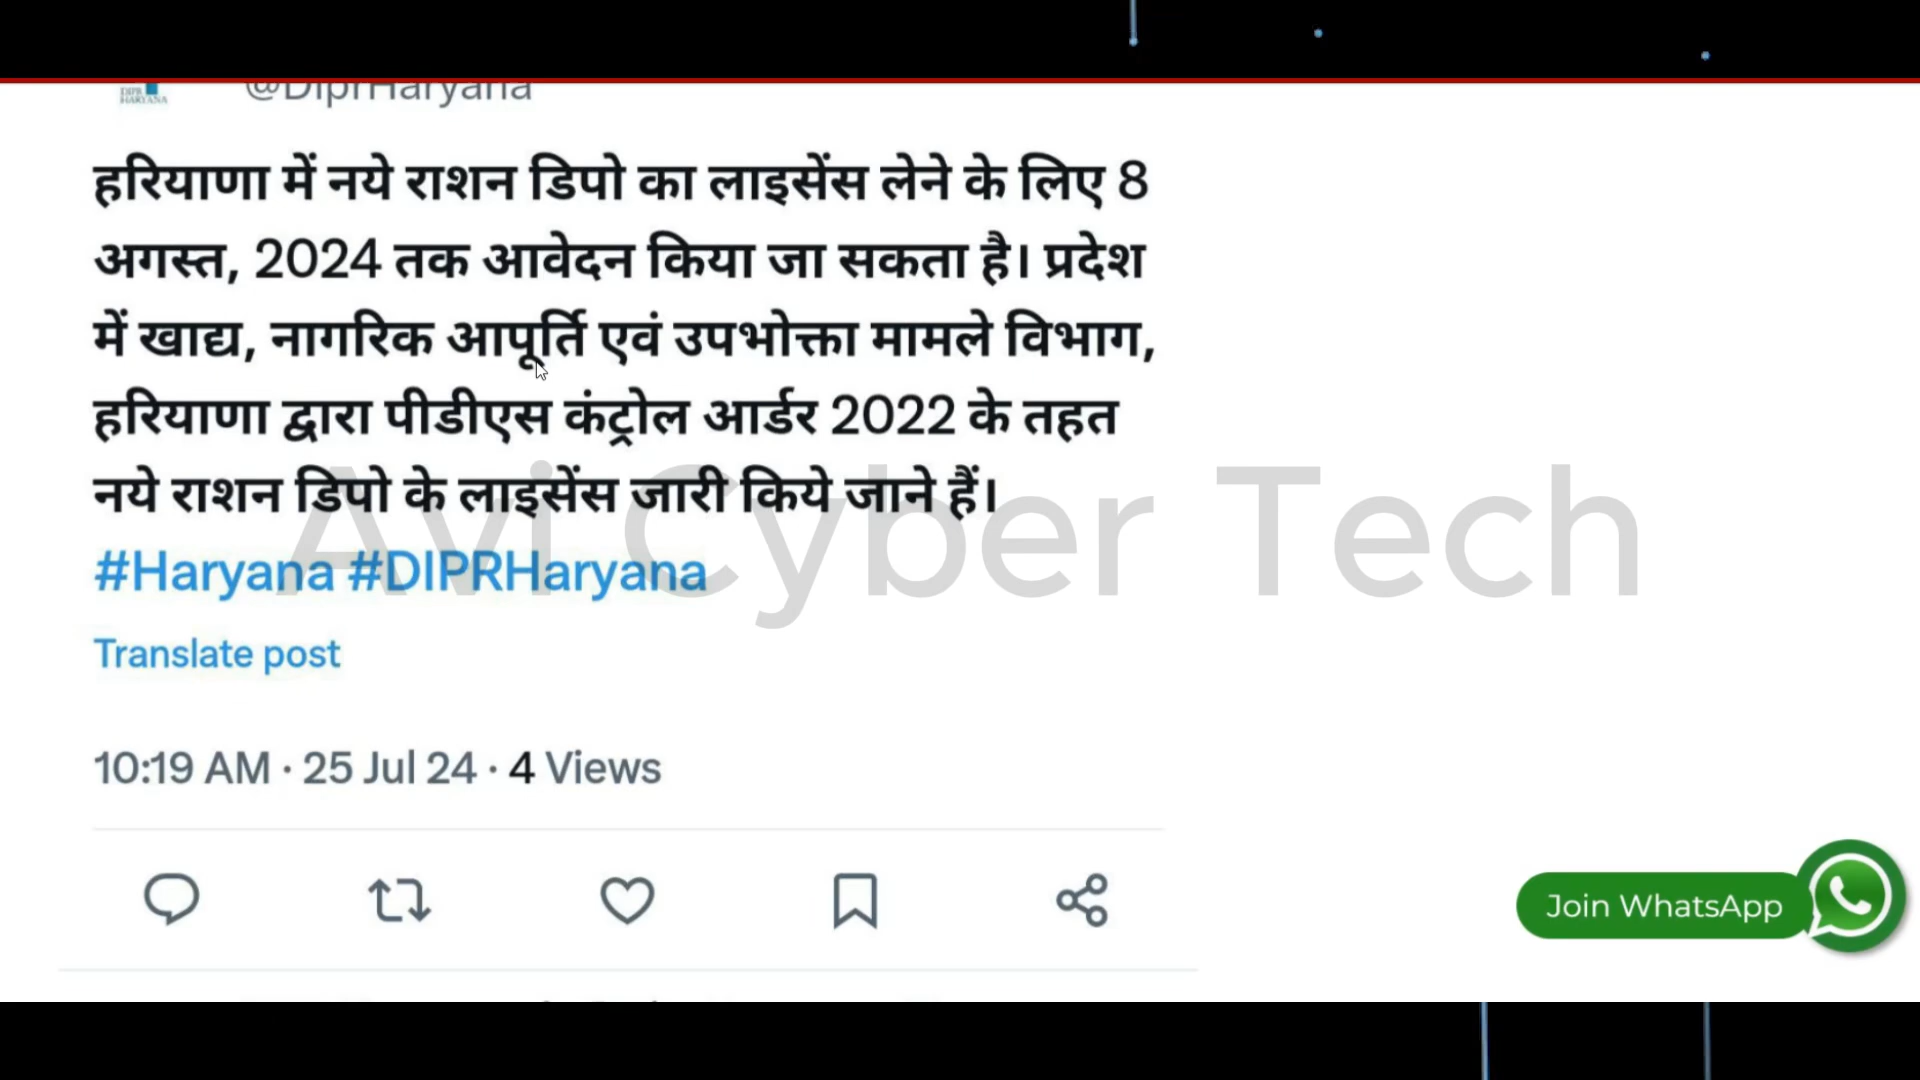 DIPR
HARYANA
@DiprHaryana
हरियाणा में नये राशन डिपो का लाइसेंस लेने के लिए 8
अगस्त, 2024 तक आवेदन किया जा सकता है। प्रदेश
में खाद्य, नागरिक आपूर्ति एवं उपभोक्ता मामले विभाग,
हरियाणा द्वारा पीडीएस कंट्रोल आर्डर 2022 के तहत
नये राशन डिपो के लाइसेंस जारी किये जाने हैं।
Avi Cyber Tech
#Haryana #DIPRHaryana
Translate post
10:19 AM · 25 Jul 24 · 4 Views
Join WhatsApp